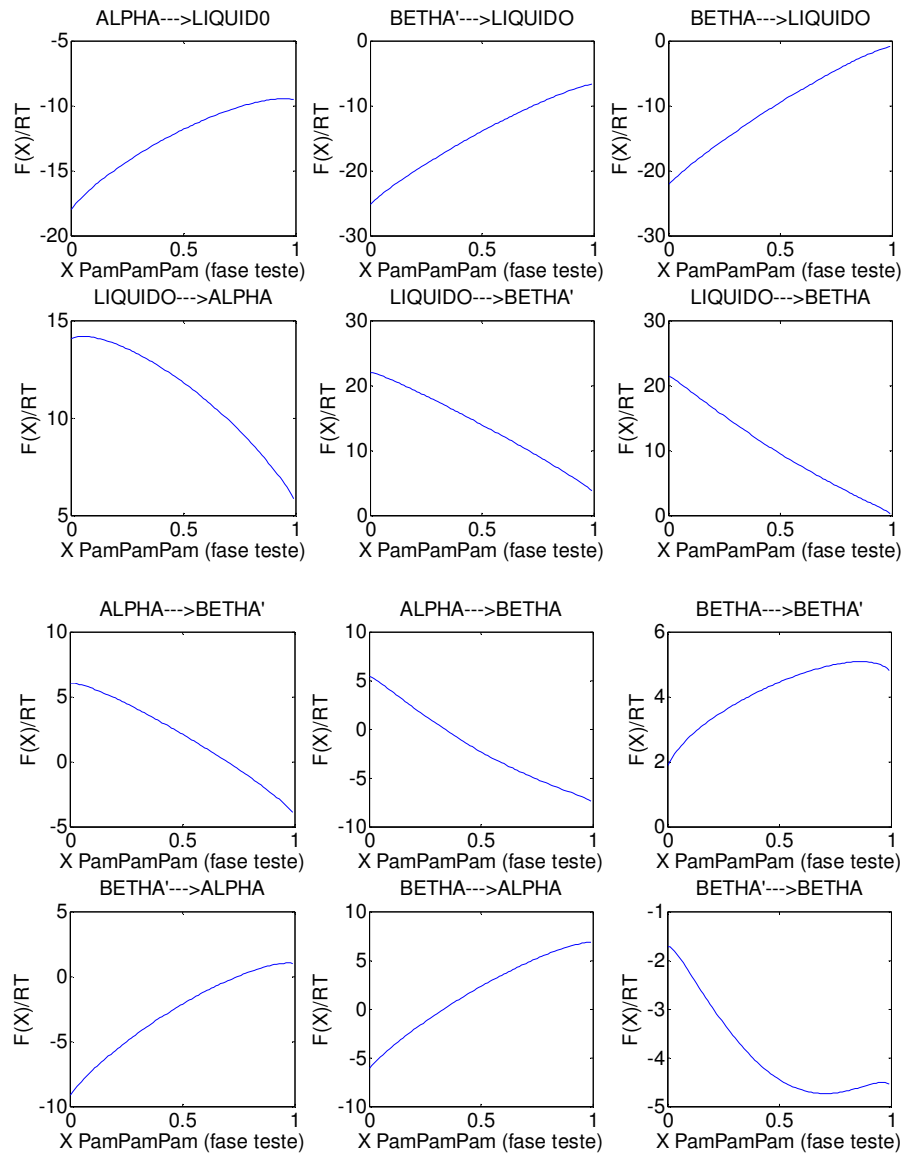 ALPHA--->LIQUID0
BETHA'--->LIQUIDO
BETHA--->LIQUIDO
-5
-10
-15
-20
F(X)/RT
0 0.5 1
X PamPamPam (fase teste)
0
-10
-20
-30
F(X)/RT
0 0.5 1
X PamPamPam (fase teste)
0
-10
-20
-30
F(X)/RT
0 0.5 1
X PamPamPam (fase teste)
LIQUIDO--->ALPHA
LIQUIDO--->BETHA'
LIQUIDO--->BETHA
15
10
5
F(X)/RT
0 0.5 1
X PamPamPam (fase teste)
30
20
10
0
F(X)/RT
0 0.5 1
X PamPamPam (fase teste)
30
20
10
0
F(X)/RT
0 0.5 1
X PamPamPam (fase teste)
ALPHA--->BETHA'
ALPHA--->BETHA
BETHA--->BETHA'
10
5
0
-5
F(X)/RT
0 0.5 1
X PamPamPam (fase teste)
10
5
0
-5
-10
F(X)/RT
0 0.5 1
X PamPamPam (fase teste)
6
4
2
0
F(X)/RT
0 0.5 1
X PamPamPam (fase teste)
BETHA'--->ALPHA
BETHA--->ALPHA
BETHA'--->BETHA
5
0
-5
-10
F(X)/RT
0 0.5 1
X PamPamPam (fase teste)
10
5
0
-5
-10
F(X)/RT
0 0.5 1
X PamPamPam (fase teste)
-1
-2
-3
-4
-5
F(X)/RT
0 0.5 1
X PamPamPam (fase teste)